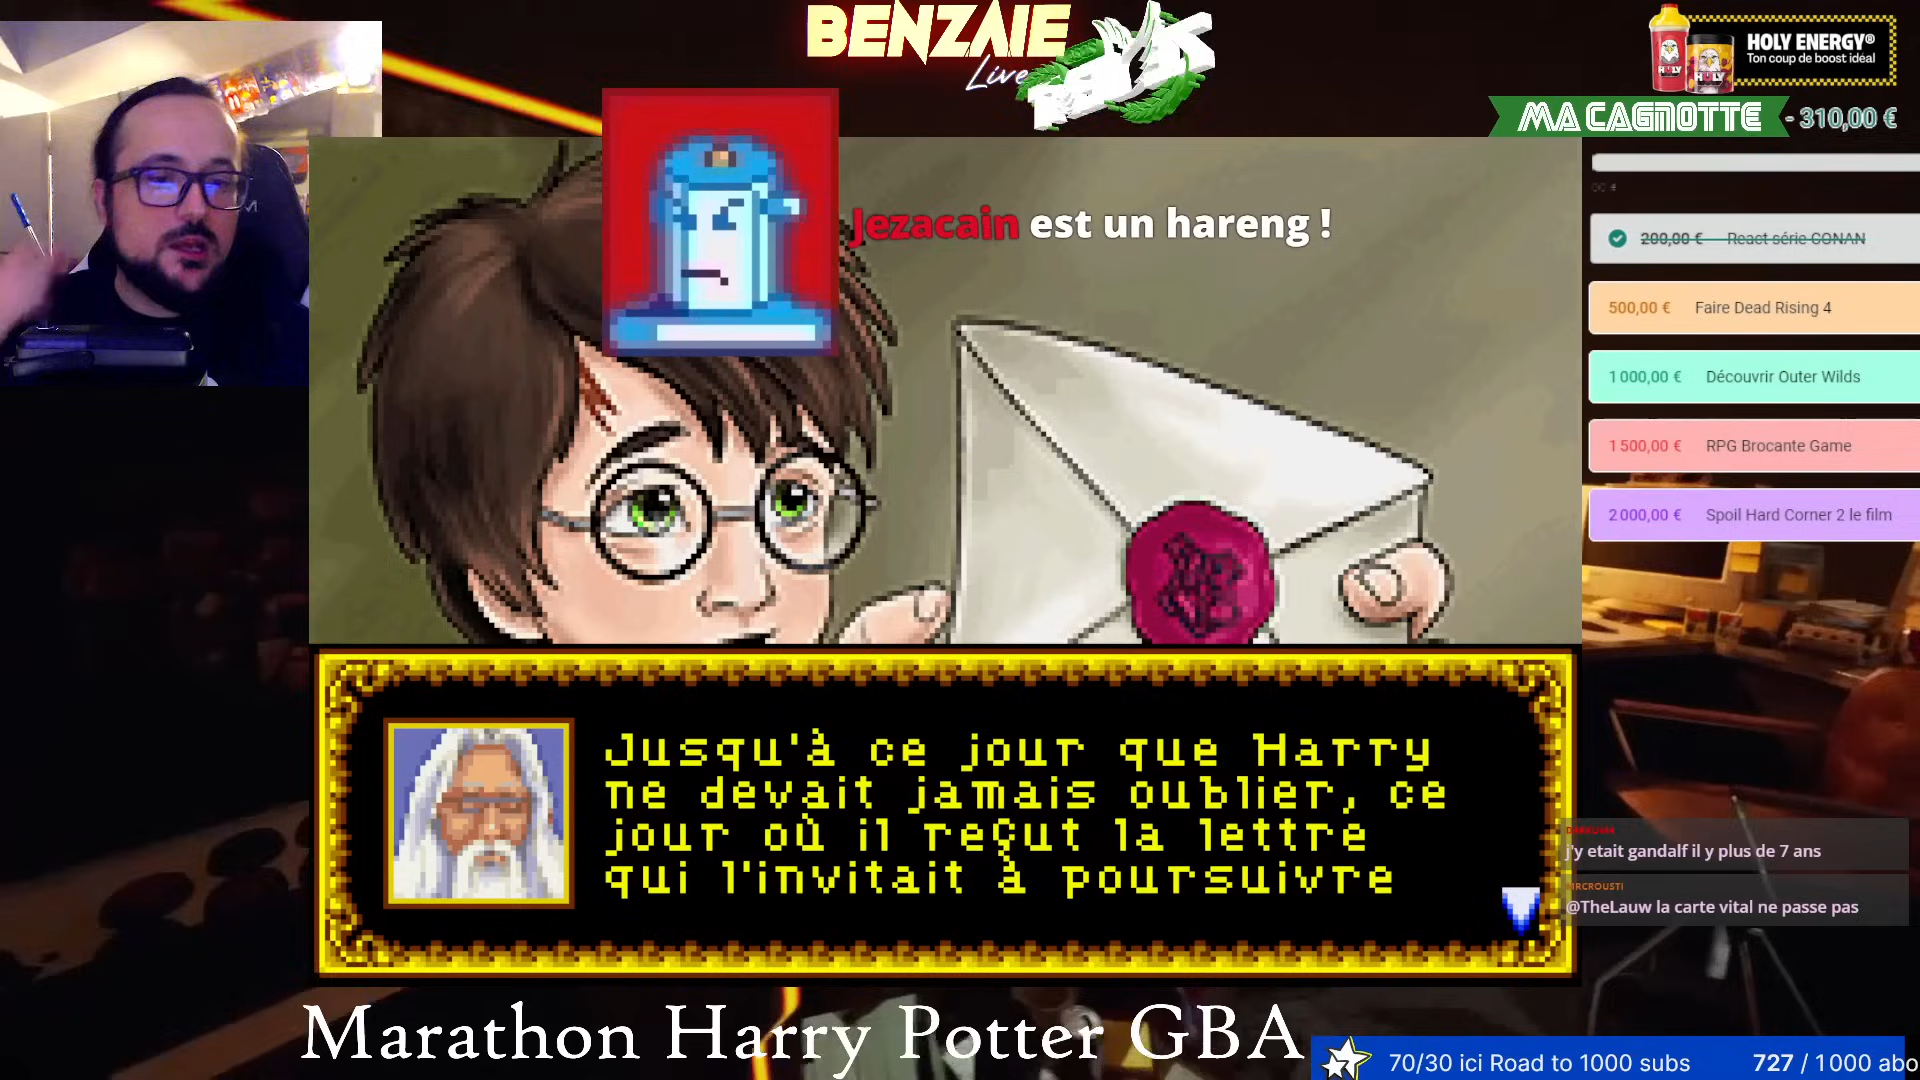 BENZAIE
Live
HOLY ENERGY®
Ton coup de boost idéal
MA CAGNOTTE - 310,00 €
Jezacain est un hareng !
200,00 € React série CONAN
500,00 € Faire Dead Rising 4
1 000,00 € Découvrir Outer Wilds
1 500,00 € RPG Brocante Game
2 000,00 € Spoil Hard Corner 2 le film
Jusqu'à ce jour que Harry
ne devait jamais oublier, ce
jour où il reçut la lettre
qui l'invitait à poursuivre
j'y etait gandalf il y plus de 7 ans
MRCROUSTI
@TheLauw la carte vital ne passe pas
Marathon Harry Potter GBA
70/30 ici Road to 1000 subs 727 / 1000 abo